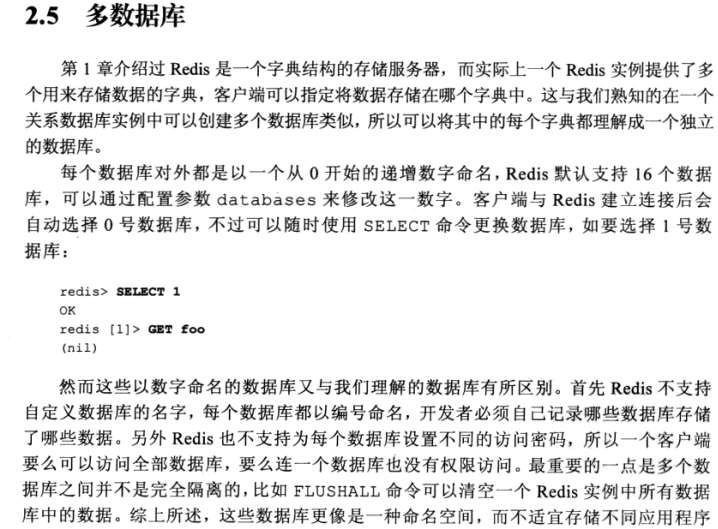 2.5 多数据库
第 1 章介绍过 Redis 是一个字典结构的存储服务器，而实际上一个 Redis 实例提供了多
个用来存储数据的字典，客户端可以指定将数据存储在哪个字典中。这与我们熟知的在一个
关系数据库实例中可以创建多个数据库类似，所以可以将其中的每个字典都理解成一个独立
的数据库。
每个数据库对外都是以一个从 0 开始的递增数字命名，Redis 默认支持 16 个数据
库，可以通过配置参数 databases 来修改这一数字。客户端与 Redis 建立连接后会
自动选择 0 号数据库，不过可以随时使用 SELECT 命令更换数据库，如要选择 1 号数
据库：
redis> SELECT 1
OK
redis [1]> GET foo
(nil)
然而这些以数字命名的数据库又与我们理解的数据库有所区别。首先 Redis 不支持
自定义数据库的名字，每个数据库都以编号命名，开发者必须自己记录哪些数据库存储
了哪些数据。另外 Redis 也不支持为每个数据库设置不同的访问密码，所以一个客户端
要么可以访问全部数据库，要么连一个数据库也没有权限访问。最重要的一点是多个数
据库之间并不是完全隔离的，比如 FLUSHALL 命令可以清空一个 Redis 实例中所有数据
库中的数据。综上所述，这些数据库更像是一种命名空间，而不适宜存储不同应用程序